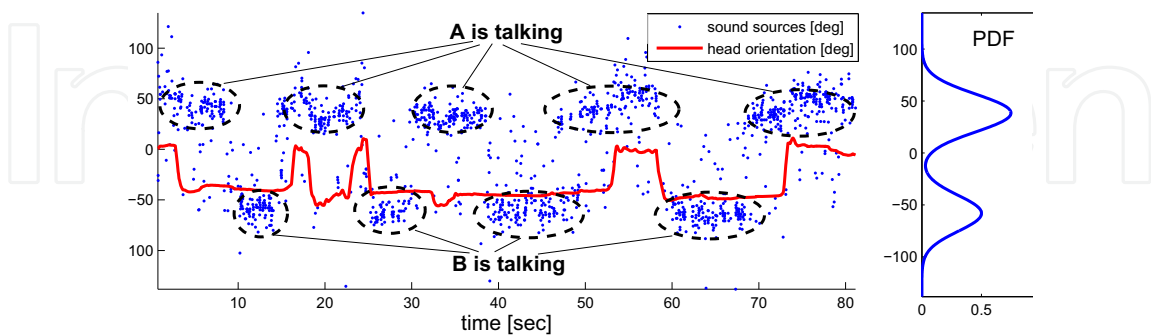 A is talking
sound sources [deg]
head orientation [deg]
PDF
100
50
0
−50
100
B is talking
10 20 30 40 50 60 70 80
time [sec]
100
50
0
−50
−100
0 0.5
In
n